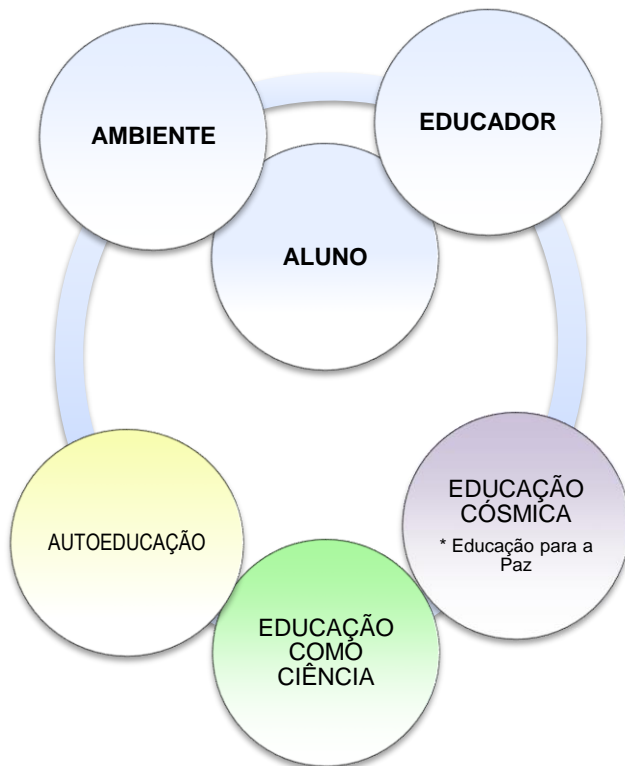 AMBIENTE
EDUCADOR
ALUNO
AUTOEDUCAÇÃO
EDUCAÇÃO
CÓSMICA
* Educação para a
Paz
EDUCAÇÃO
COMO
CIÊNCIA